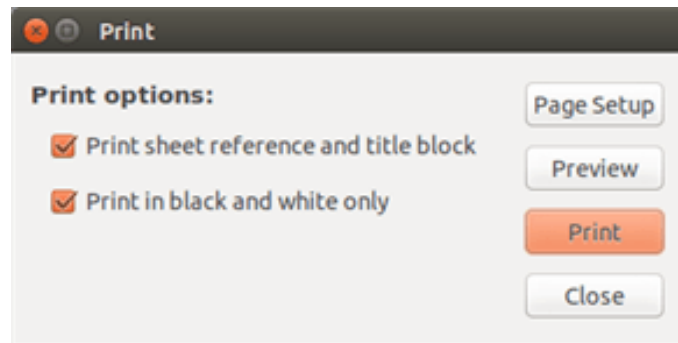 Print
Print options:
Print sheet reference and title block
Print in black and white only
Page Setup
Preview
Print
Close